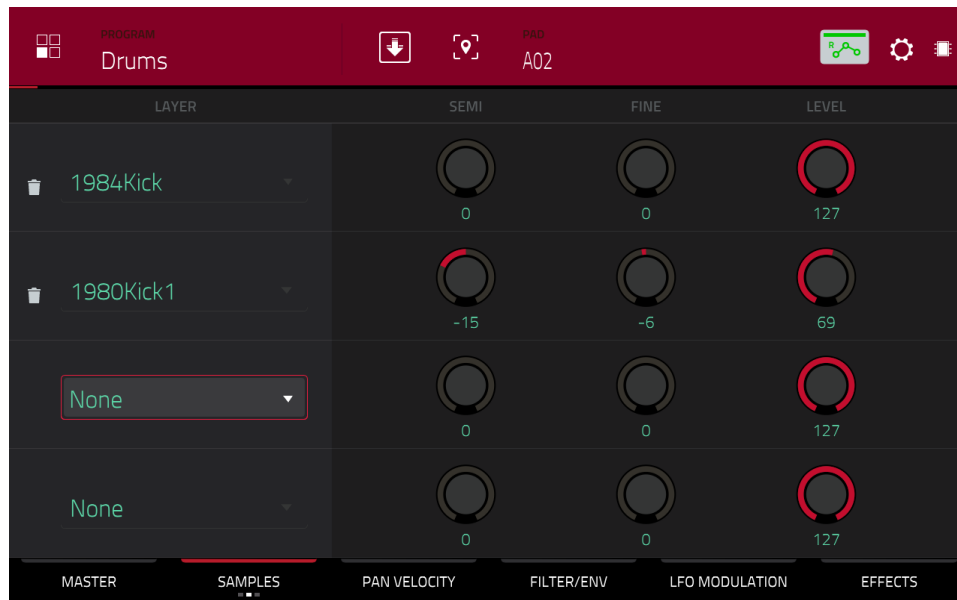 PROGRAM
Drums
PAD
A02
R
LAYER SEMI FINE LEVEL
1984Kick
0 0 127
1980Kick1
-15 -6 69
None
0 0 127
None
0 0 127
MASTER SAMPLES PAN VELOCITY FILTER/ENV LFO MODULATION EFFECTS